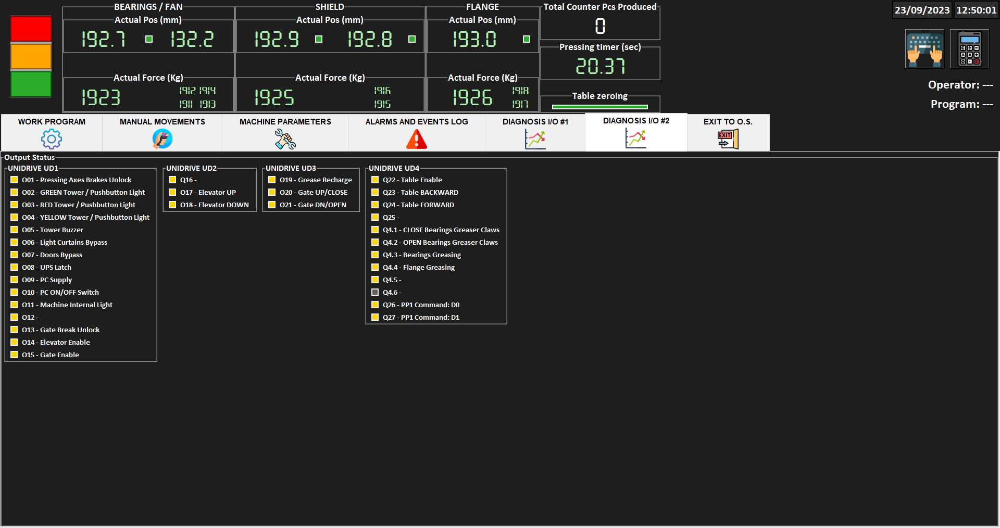 BEARINGS / FAN
SHIELD
FLANGE
Total Counter Pcs Produced
23/09/2023
12:50:01
Actual Pos (mm)
Actual Pos (mm)
Actual Pos (mm)
0
192.7
132.2
192.9
192.8
193.0
Pressing timer (sec)
20.37
Actual Force (Kg)
Actual Force (Kg)
Actual Force (Kg)
1923
1912 1914
1911 1913
1925
1916
1915
1926
1918
1917
Table zeroing
Operator: ---
Program: ---
WORK PROGRAM
MANUAL MOVEMENTS
MACHINE PARAMETERS
ALARMS AND EVENTS LOG
DIAGNOSIS I/O #1
DIAGNOSIS I/O #2
EXIT TO O.S.
EXIT
Output Status
UNIDRIVE UD1
O01 - Pressing Axes Brakes Unlock
O02 - GREEN Tower / Pushbutton Light
O03 - RED Tower / Pushbutton Light
O04 - YELLOW Tower / Pushbutton Light
O05 - Tower Buzzer
O06 - Light Curtains Bypass
O07 - Doors Bypass
O08 - UPS Latch
O09 - PC Supply
O10 - PC ON/OFF Switch
O11 - Machine Internal Light
O12 -
O13 - Gate Break Unlock
O14 - Elevator Enable
O15 - Gate Enable
UNIDRIVE UD2
Q16 -
O17 - Elevator UP
O18 - Elevator DOWN
UNIDRIVE UD3
O19 - Grease Recharge
O20 - Gate UP/CLOSE
O21 - Gate DN/OPEN
UNIDRIVE UD4
Q22 - Table Enable
Q23 - Table BACKWARD
Q24 - Table FORWARD
Q25 -
Q4.1 - CLOSE Bearings Greaser Claws
Q4.2 - OPEN Bearings Greaser Claws
Q4.3 - Bearings Greasing
Q4.4 - Flange Greasing
Q4.5 -
Q4.6 -
Q26 - PP1 Command: D0
Q27 - PP1 Command: D1